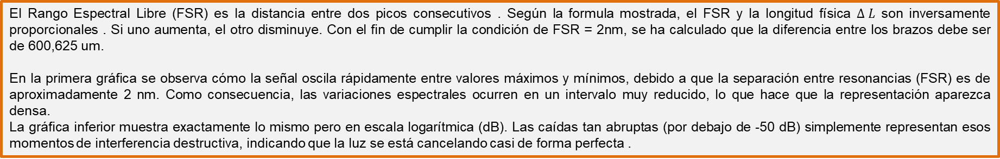 El Rango Espectral Libre (FSR) es la distancia entre dos picos consecutivos . Según la formula mostrada, el FSR y la longitud física Δ L son inversamente
proporcionales . Si uno aumenta, el otro disminuye. Con el fin de cumplir la condición de FSR = 2nm, se ha calculado que la diferencia entre los brazos debe ser
de 600,625 um.
En la primera gráfica se observa cómo la señal oscila rápidamente entre valores máximos y mínimos, debido a que la separación entre resonancias (FSR) es de
aproximadamente 2 nm. Como consecuencia, las variaciones espectrales ocurren en un intervalo muy reducido, lo que hace que la representación aparezca
densa.
La gráfica inferior muestra exactamente lo mismo pero en escala logarítmica (dB). Las caídas tan abruptas (por debajo de -50 dB) simplemente representan esos
momentos de interferencia destructiva, indicando que la luz se está cancelando casi de forma perfecta .